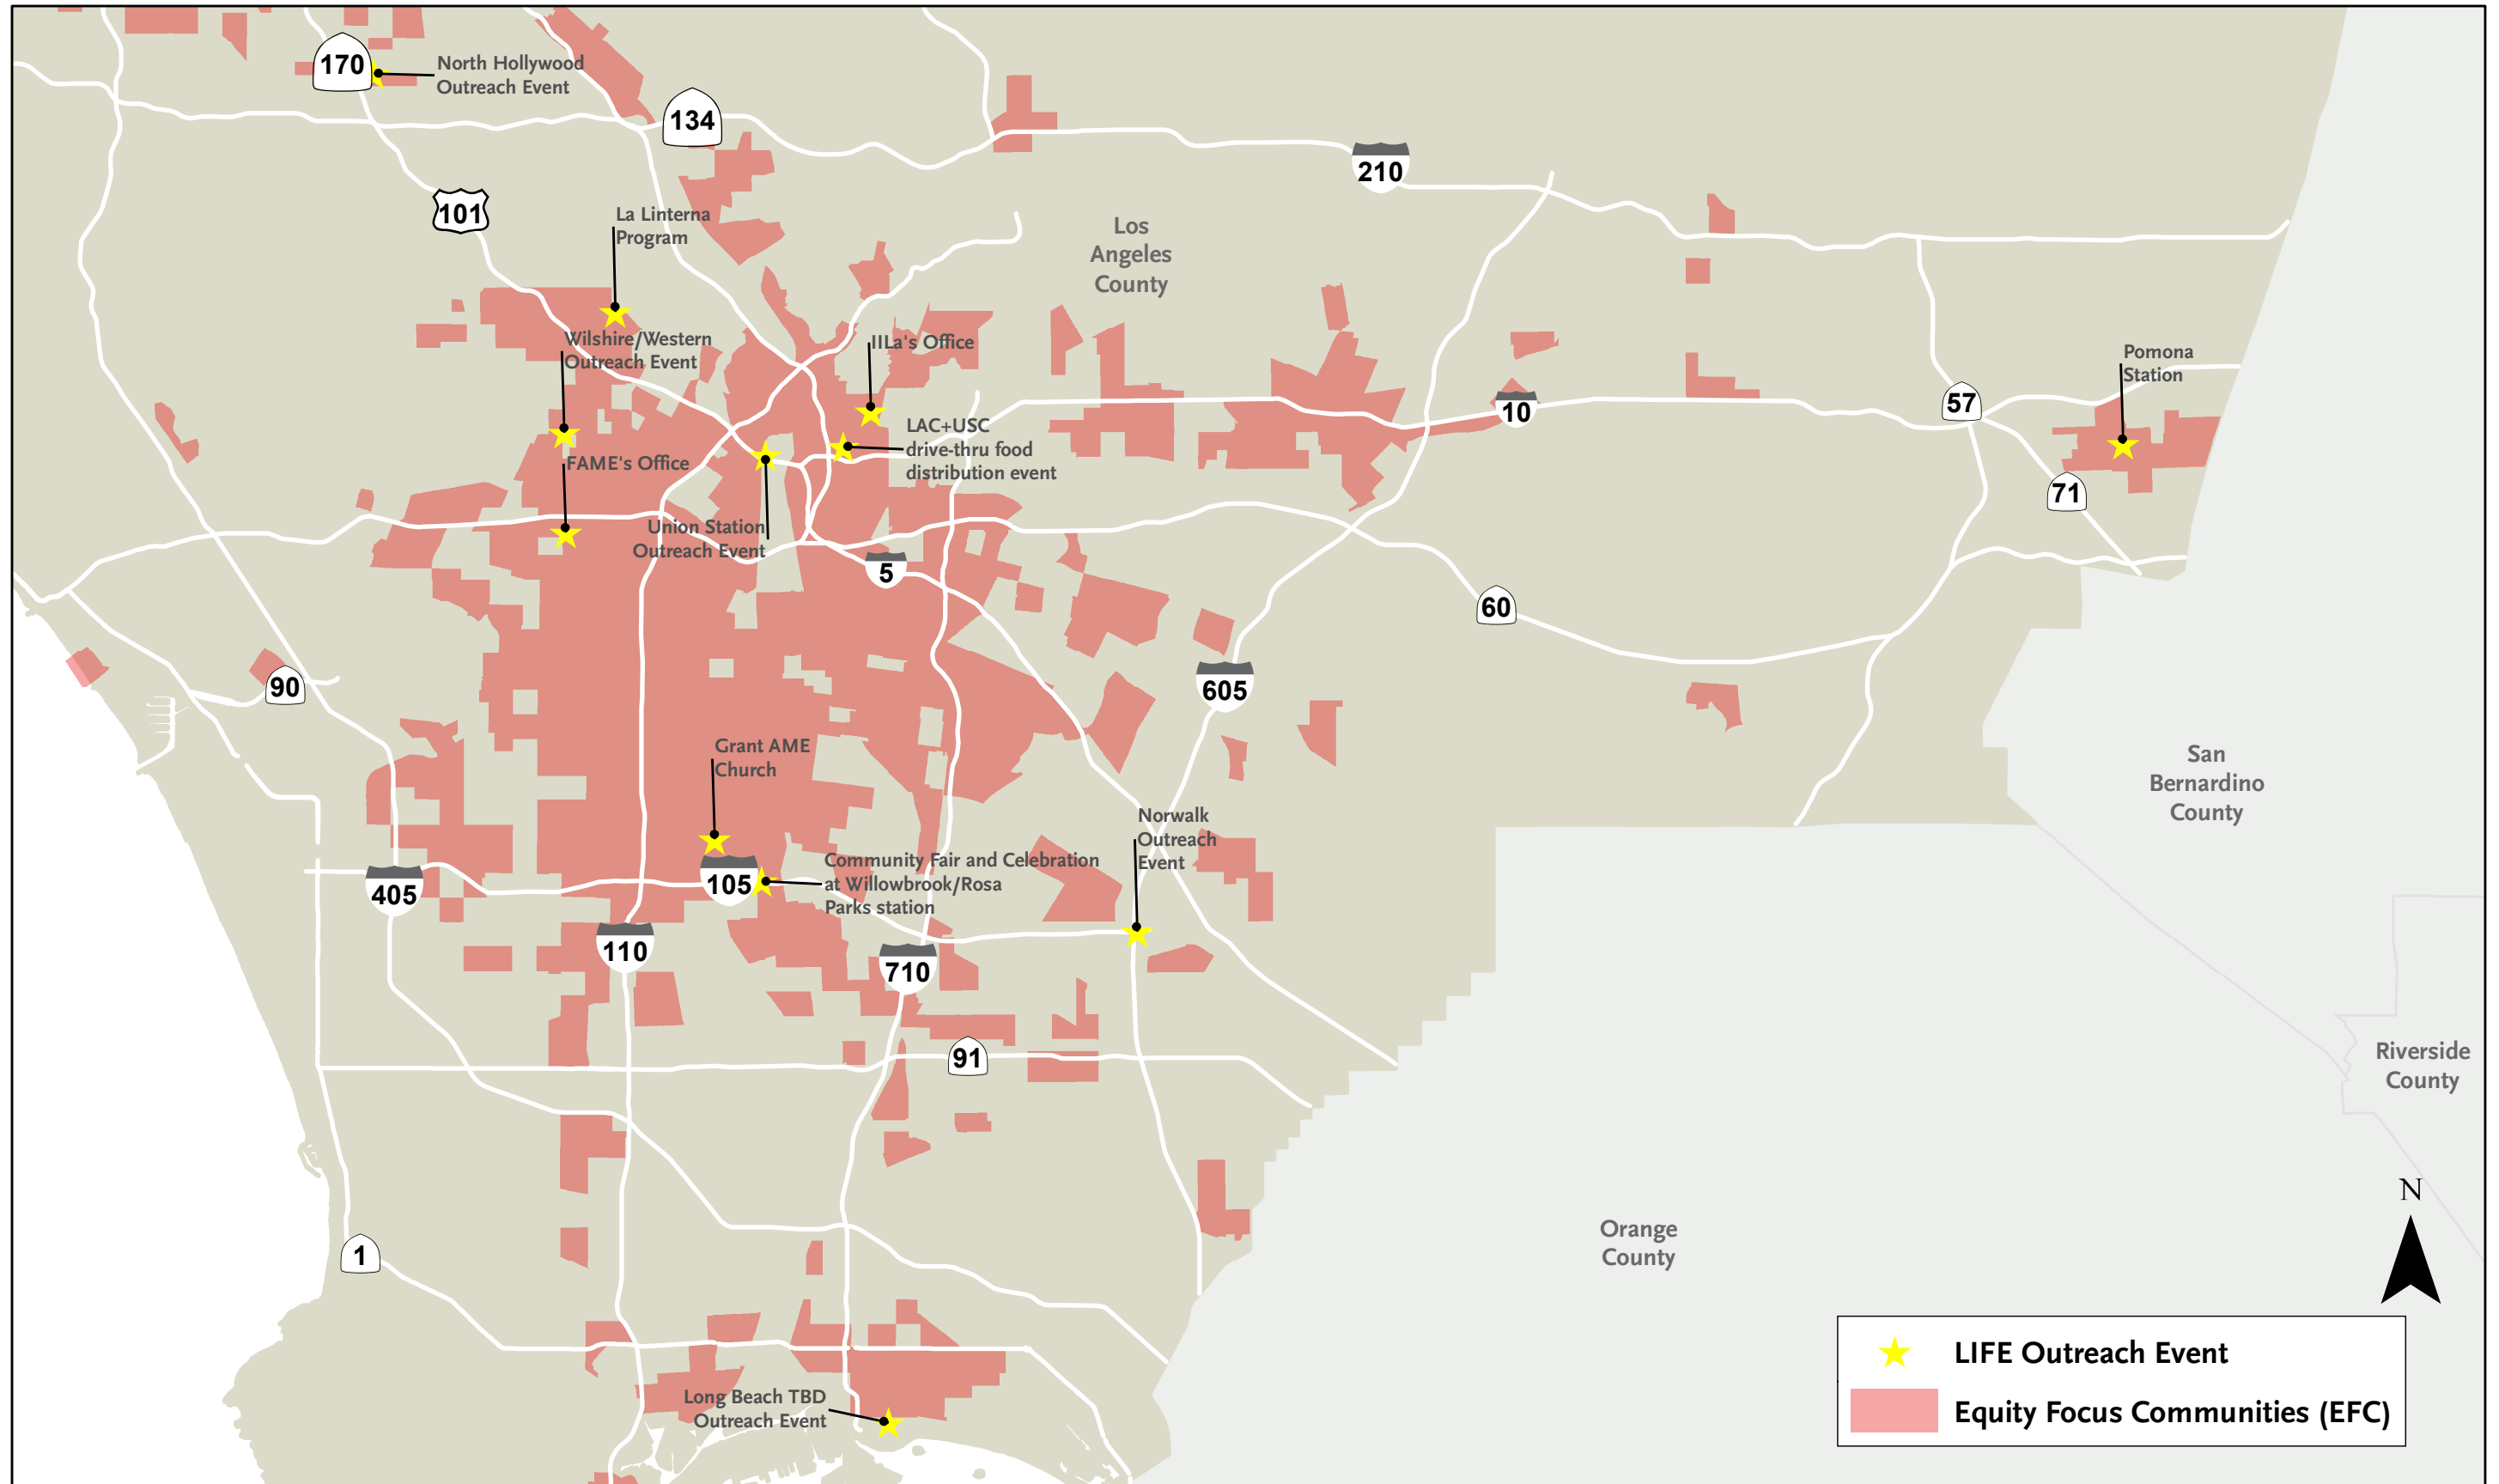 170
North Hollywood
Outreach Event
134
210
101
La Linterna
Program
Los
Angeles
County
Wilshire/Western
Outreach Event
IILa's Office
Pomona
Station
10
57
LAC+USC
drive-thru food
distribution event
FAME's Office
71
Union Station
Outreach Event
5
60
90
605
Grant AME
Church
San
Bernardino
County
Norwalk
Outreach
Event
Community Fair and Celebration
at Willowbrook/Rosa
Parks station
105
405
110
710
91
Riverside
County
N
1
Orange
County
LIFE Outreach Event
Equity Focus Communities (EFC)
Long Beach TBD
Outreach Event